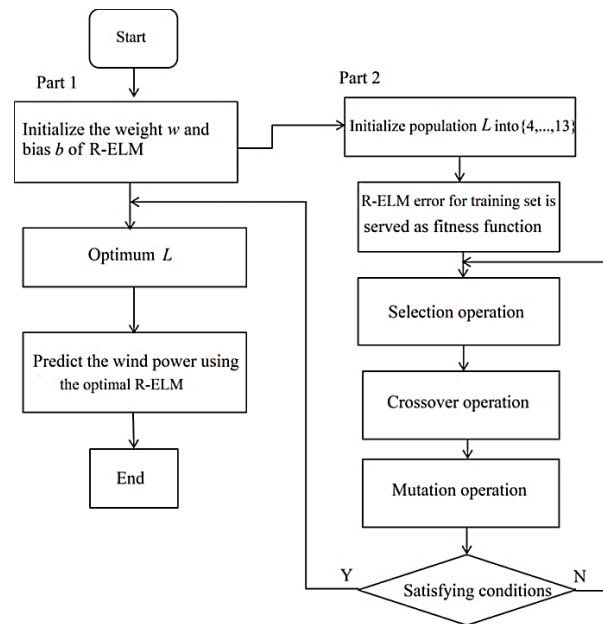 Start
Part 1
Initialize the weight w and
bias b of R-ELM
Optimum L
Predict the wind power using
the optimal R-ELM
End
Part 2
Initialize population L into{4,...,13}
R-ELM error for training set is
served as fitness function
Selection operation
Crossover operation
Mutation operation
Satisfying conditions
Y
N